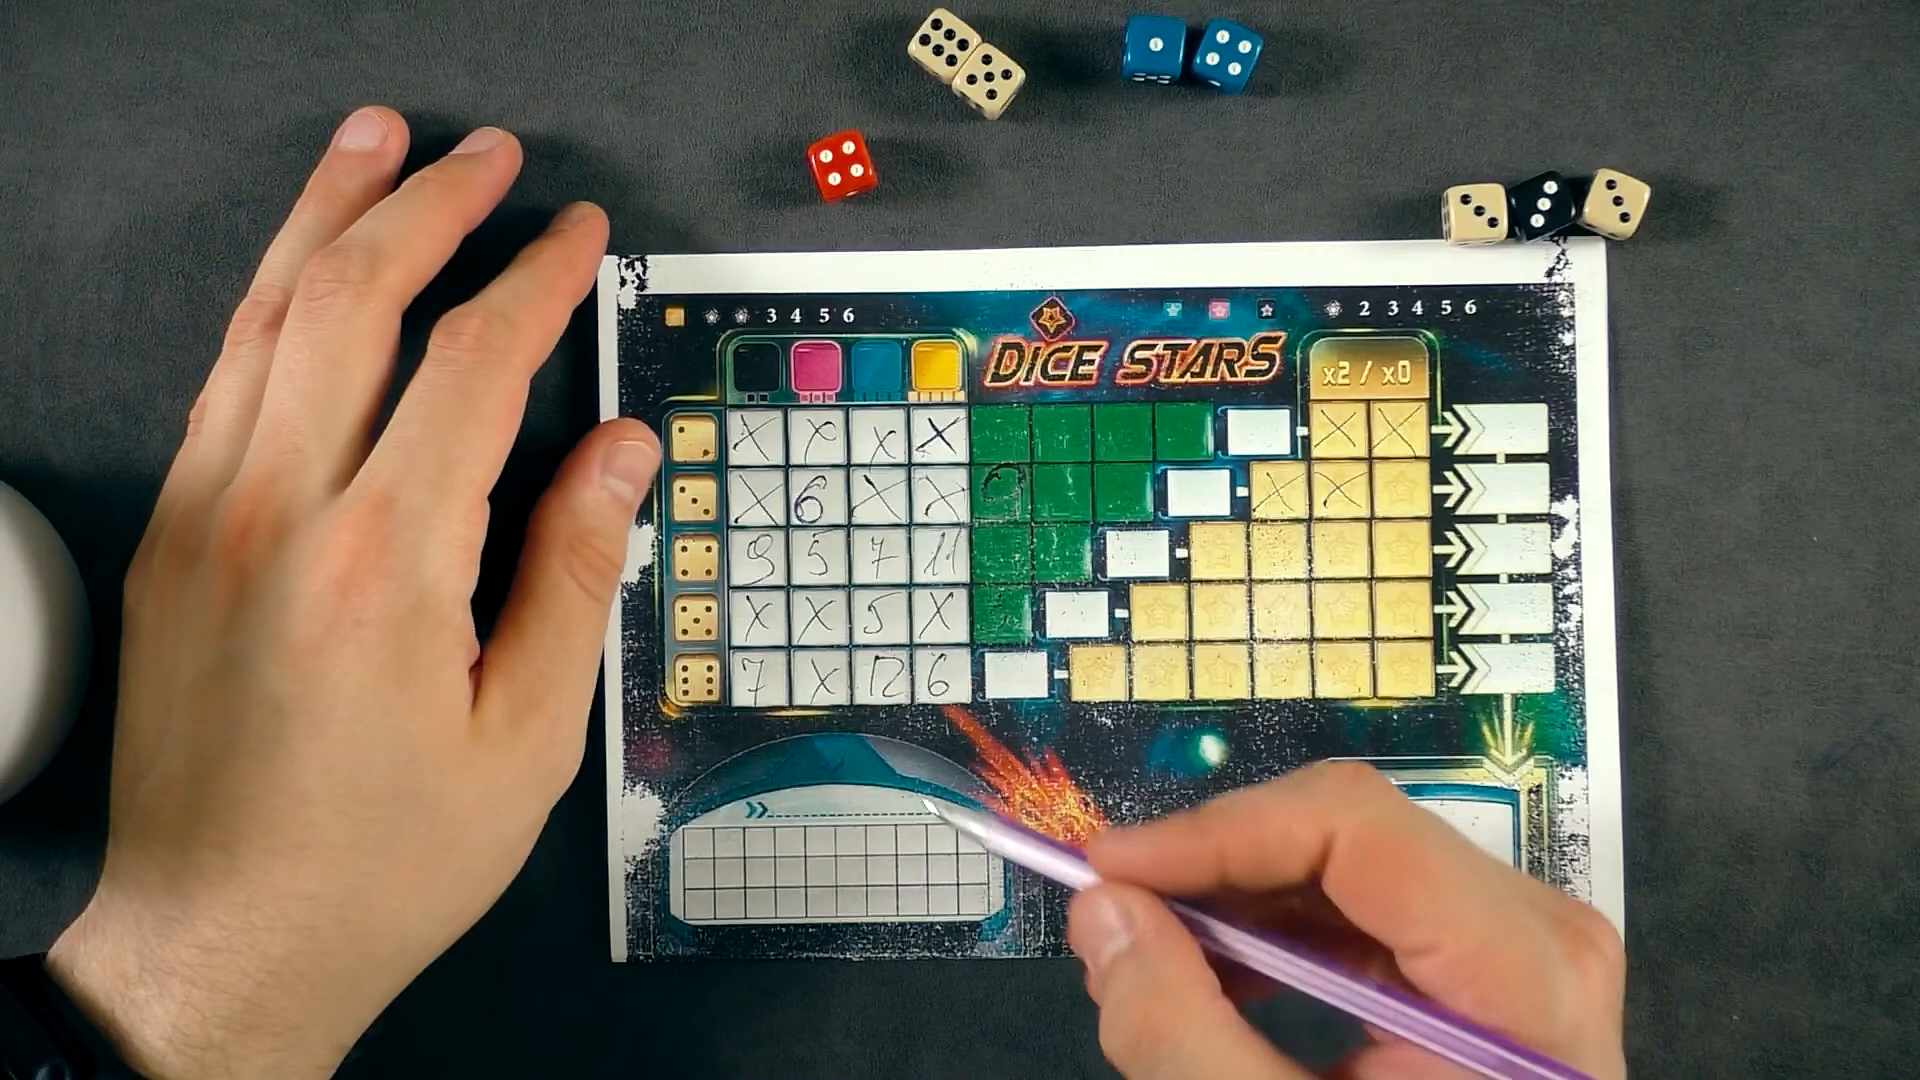 3 4 5 6
2 3 4 5 6
DICE STARS
x2 / x0
X X X X
X X
X 6 X X
X X
9 5 7 11
X X 5 X
7 X 12 6